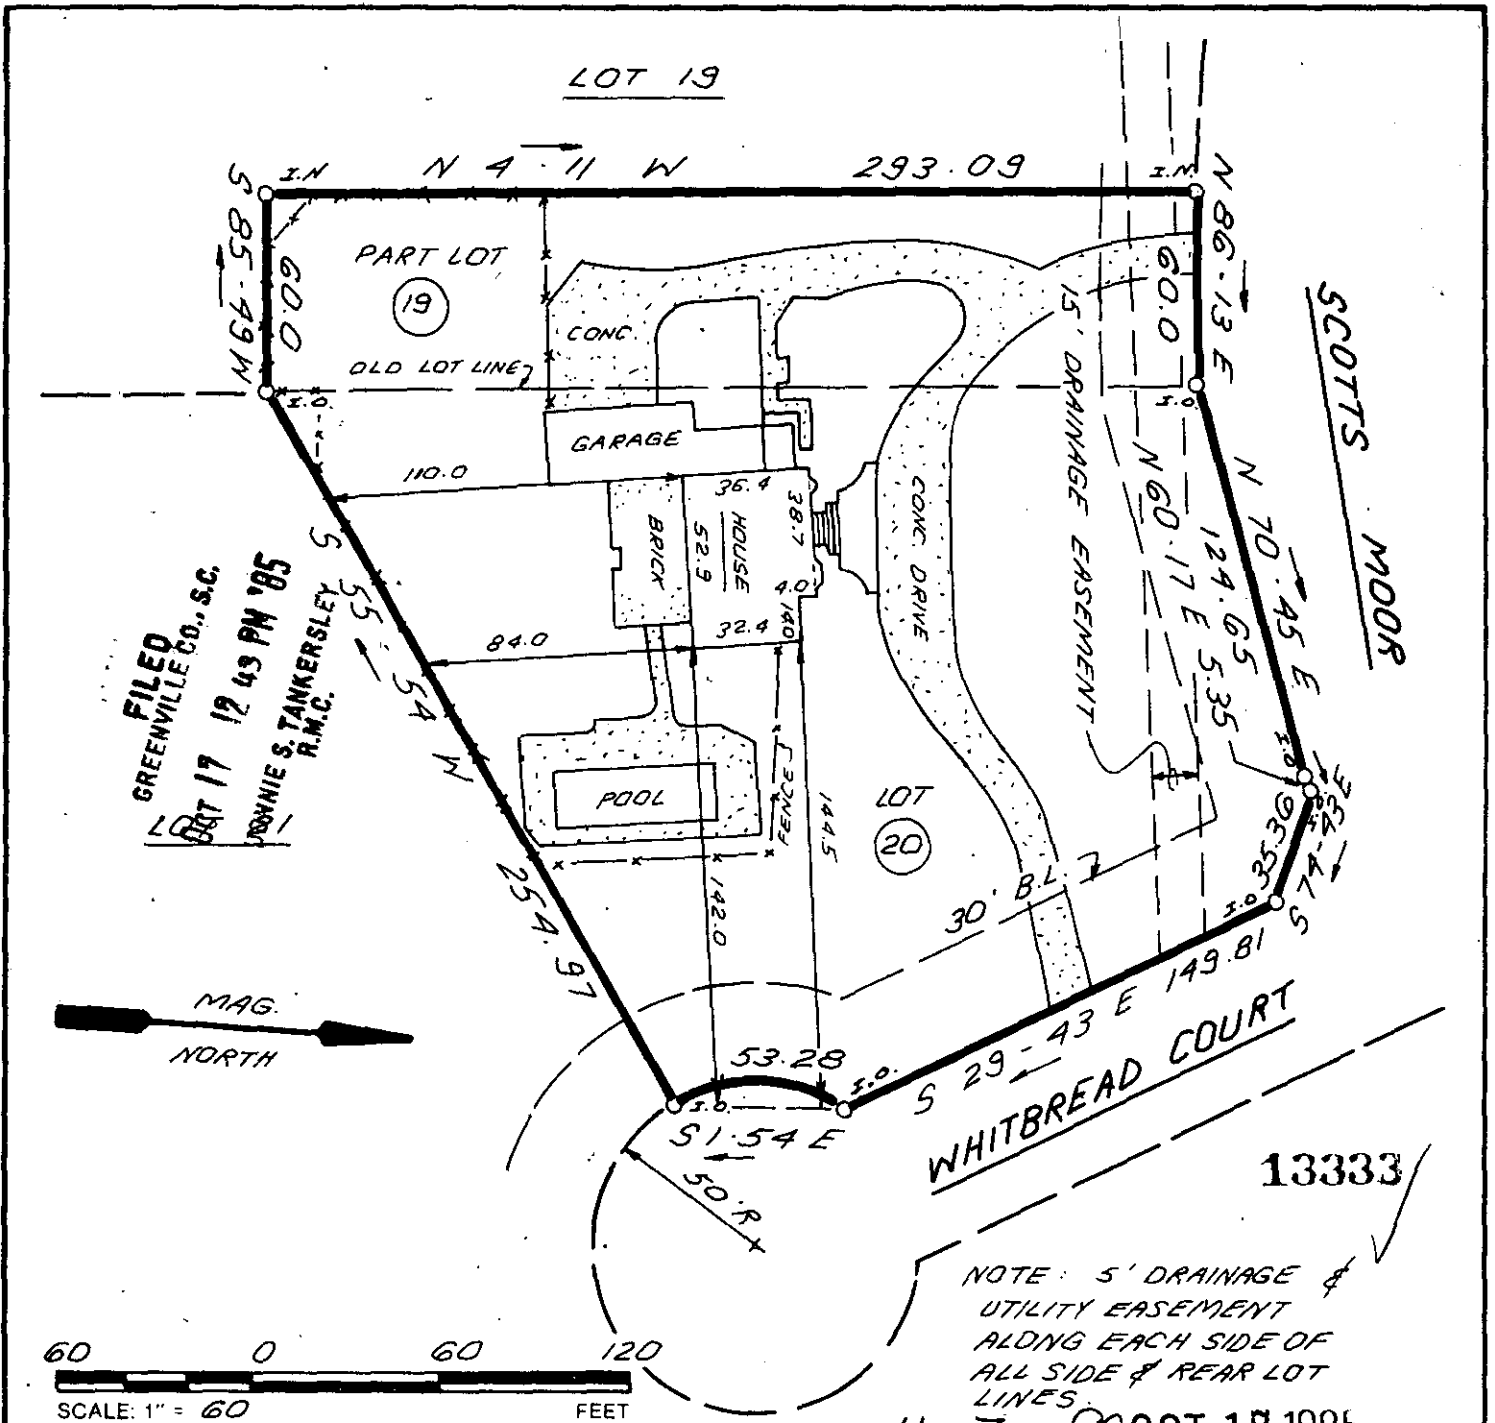 LOT 19
N 4-11 W 293.09
I.N
I.N.
S 85-49 W
60.0
PART LOT
19
CONC.
OLD LOT LINE
I.O.
N 86-13 E
60.0
I.O.
15' DRAINAGE EASEMENT
SCOTTS MOOR
GARAGE
110.0
36.4
38.7
HOUSE
52.9
BRICK
4.0
14.0
32.4
84.0
CONC. DRIVE
N 60-17 E 5.35
N 70-45 E
124.65
I.O.
S 55-54 W
254.97
FILED
GREENVILLE CO., S.C.
OCT 17 12 43 PM '85
DONNIE S. TANKERSLEY
R.M.C.
POOL
FENCE
144.5
142.0
LOT
20
30' B.L.
35.36
S 74-43 E
I.O.
149.81
S 29-43 E
WHITBREAD COURT
MAG.
NORTH
53.28
I.O.
I.O.
S 1-54 E
50'R
13333
NOTE: 5' DRAINAGE &
UTILITY EASEMENT
ALONG EACH SIDE OF
ALL SIDE & REAR LOT
LINES.
60 0 60 120
SCALE: 1" = 60 FEET